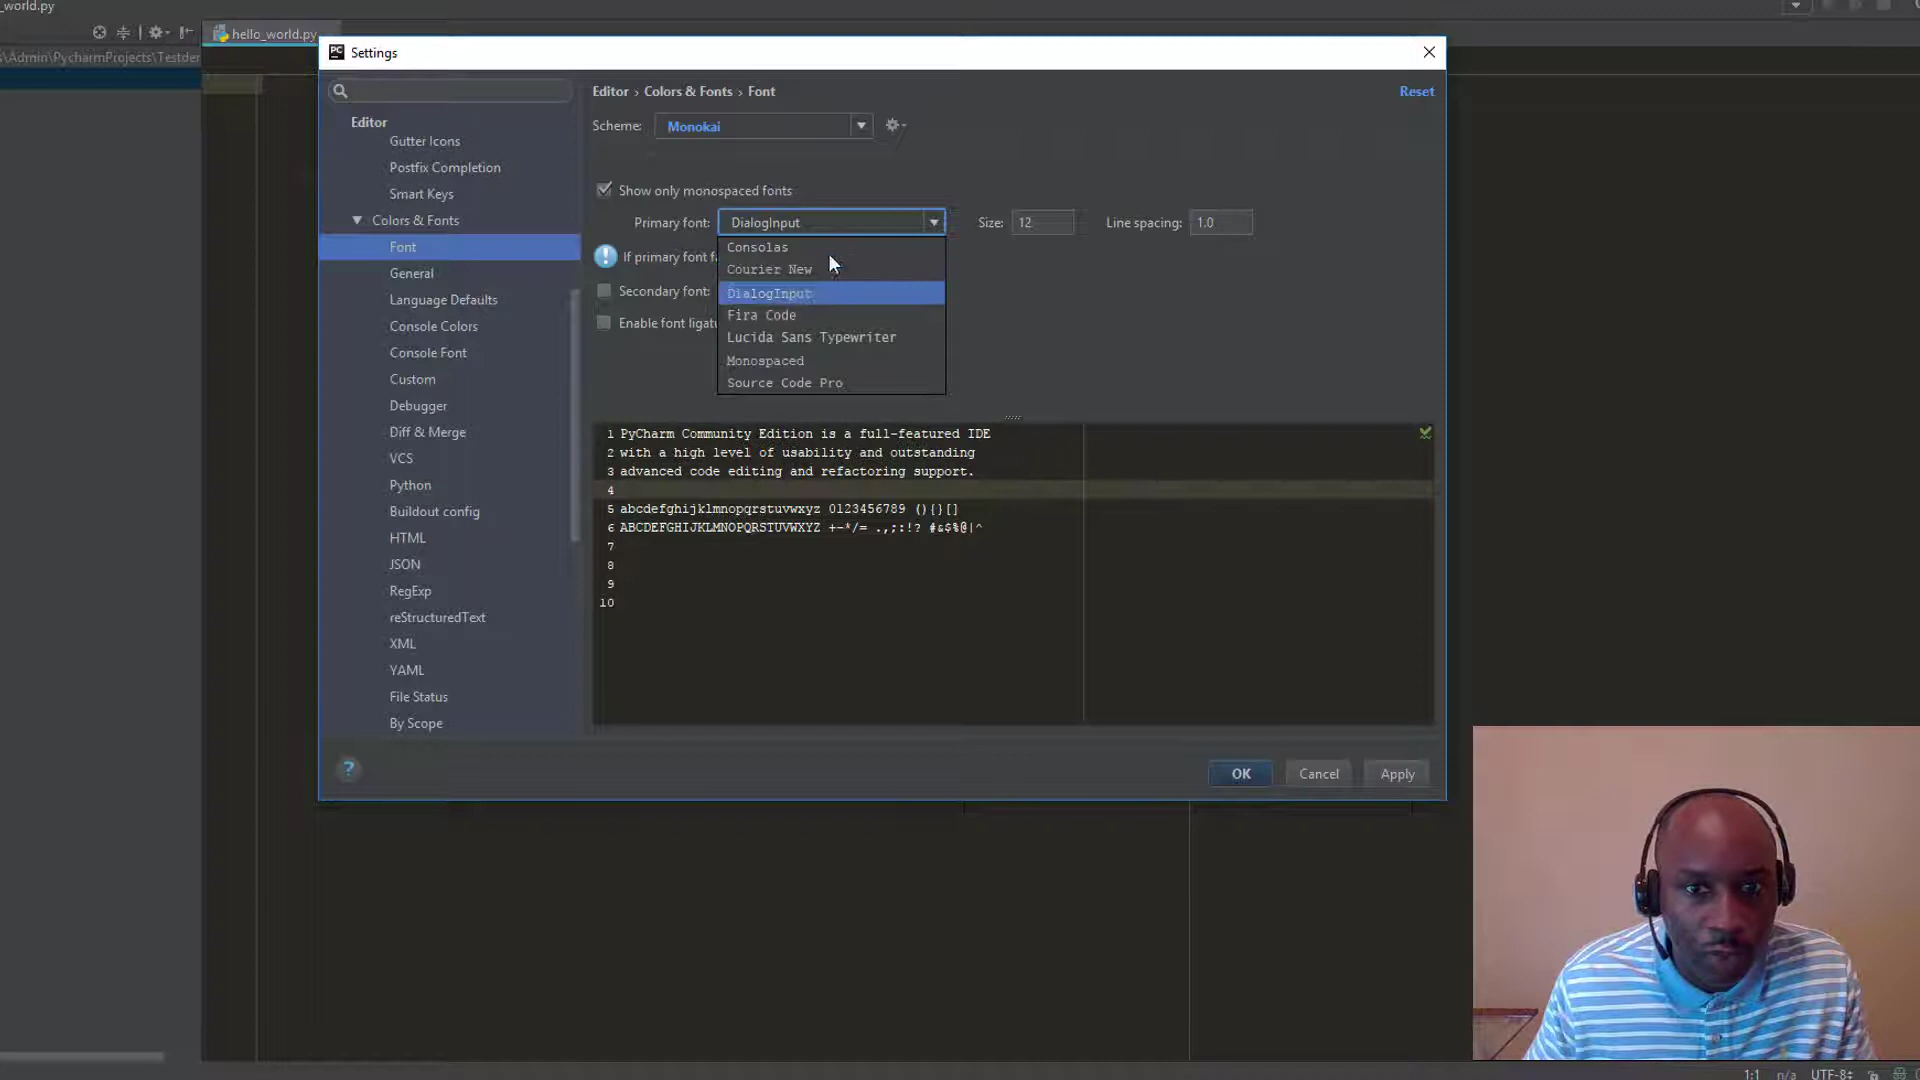 _world.py
hello_world.py
\Admin\PycharmProjects\Testder
PC Settings
Editor › Colors & Fonts › Font
Reset
Scheme: Monokai
Editor
Gutter Icons
Postfix Completion
Smart Keys
Colors & Fonts
Font
General
Language Defaults
Console Colors
Console Font
Custom
Debugger
Diff & Merge
VCS
Python
Buildout config
HTML
JSON
RegExp
reStructuredText
XML
YAML
File Status
By Scope
Show only monospaced fonts
Primary font: DialogInput Size: 12 Line spacing: 1.0
If primary font f
Secondary font:
Enable font ligatu
Consolas
Courier New
DialogInput
Fira Code
Lucida Sans Typewriter
Monospaced
Source Code Pro
1 PyCharm Community Edition is a full-featured IDE
2 with a high level of usability and outstanding
3 advanced code editing and refactoring support.
4
5 abcdefghijklmnopqrstuvwxyz 0123456789 (){}[]
6 ABCDEFGHIJKLMNOPQRSTUVWXYZ +-*/= .,;:!? #&$%@|^
7
8
9
10
?
OK Cancel Apply
1:1 n/a UTF-8